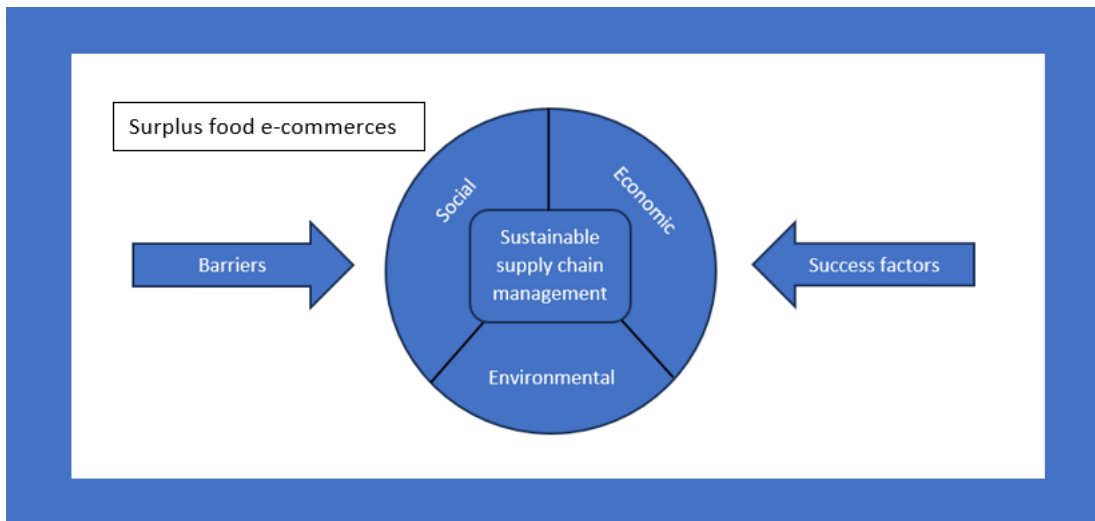 Surplus food e-commerces
Social
Economic
Sustainable
supply chain
management
Barriers
Success factors
Environmental